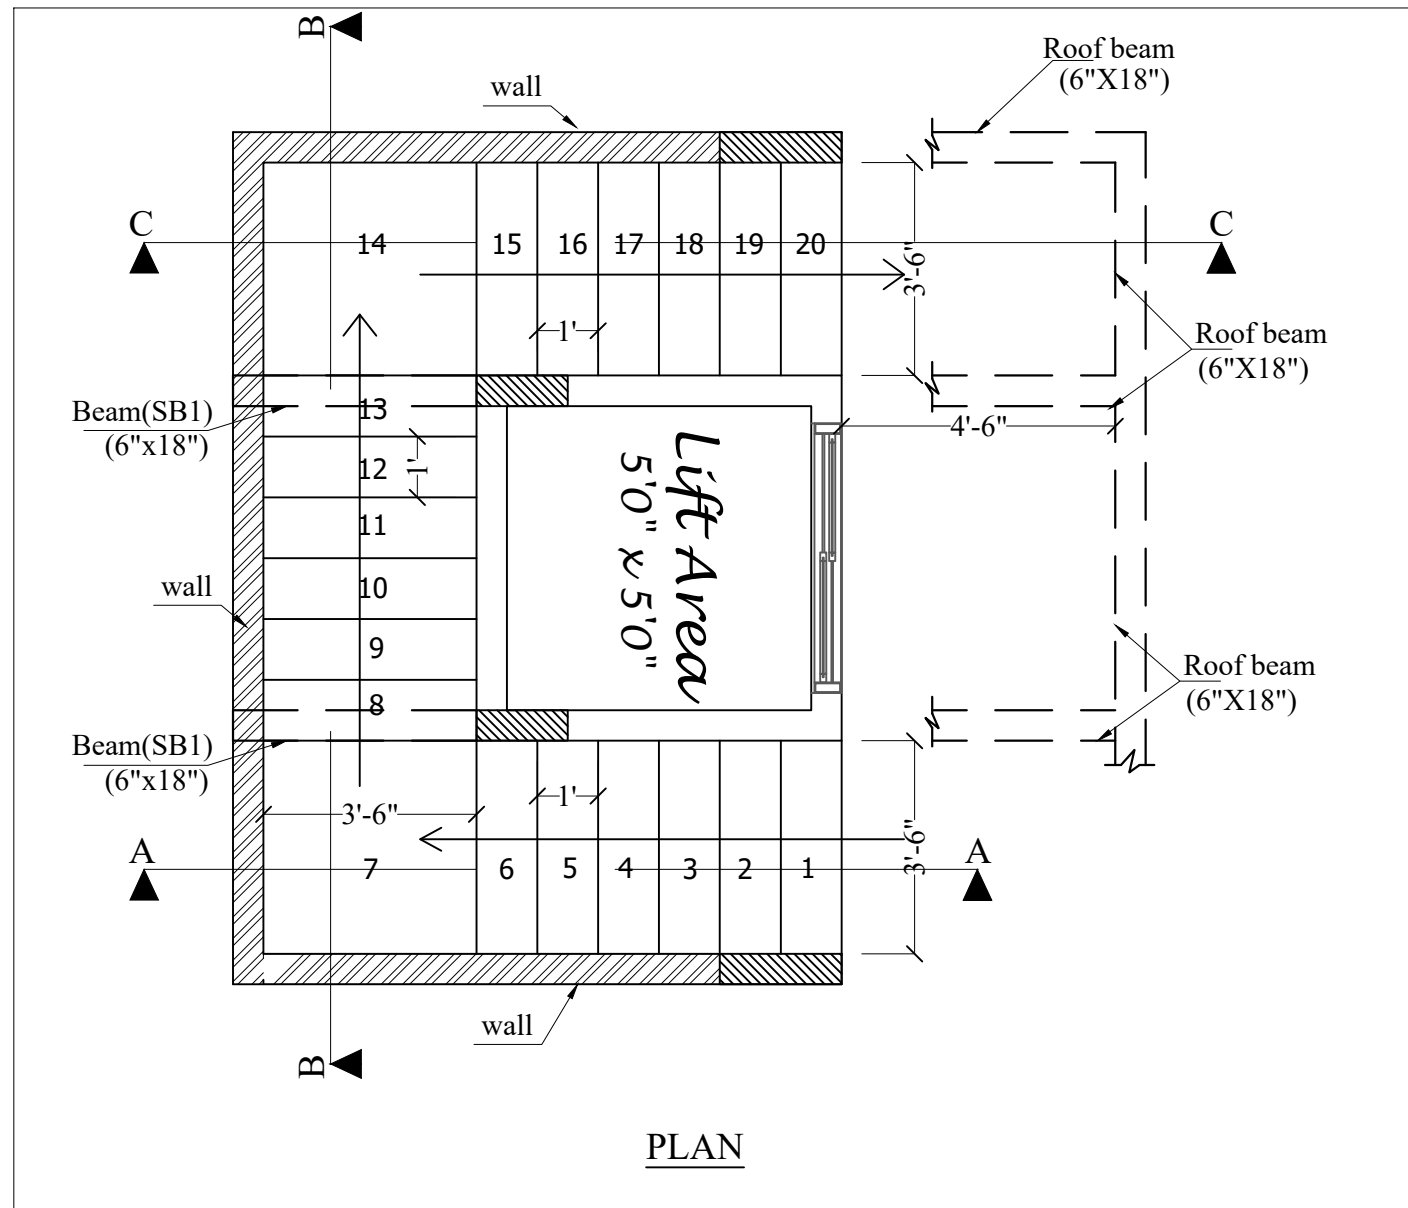 B
Roof beam
(6"X18")
wall
C
C
14
15
16
17
18
19
20
3'-6"
1'
Roof beam
(6"X18")
Beam(SB1)
(6"x18")
13
12
1'
11
10
9
8
4'-6"
Lift Area
5'0" x 5'0"
wall
Roof beam
(6"X18")
Beam(SB1)
(6"x18")
3'-6"
1'
3'-6"
A
A
7
6
5
4
3
2
1
wall
B
PLAN